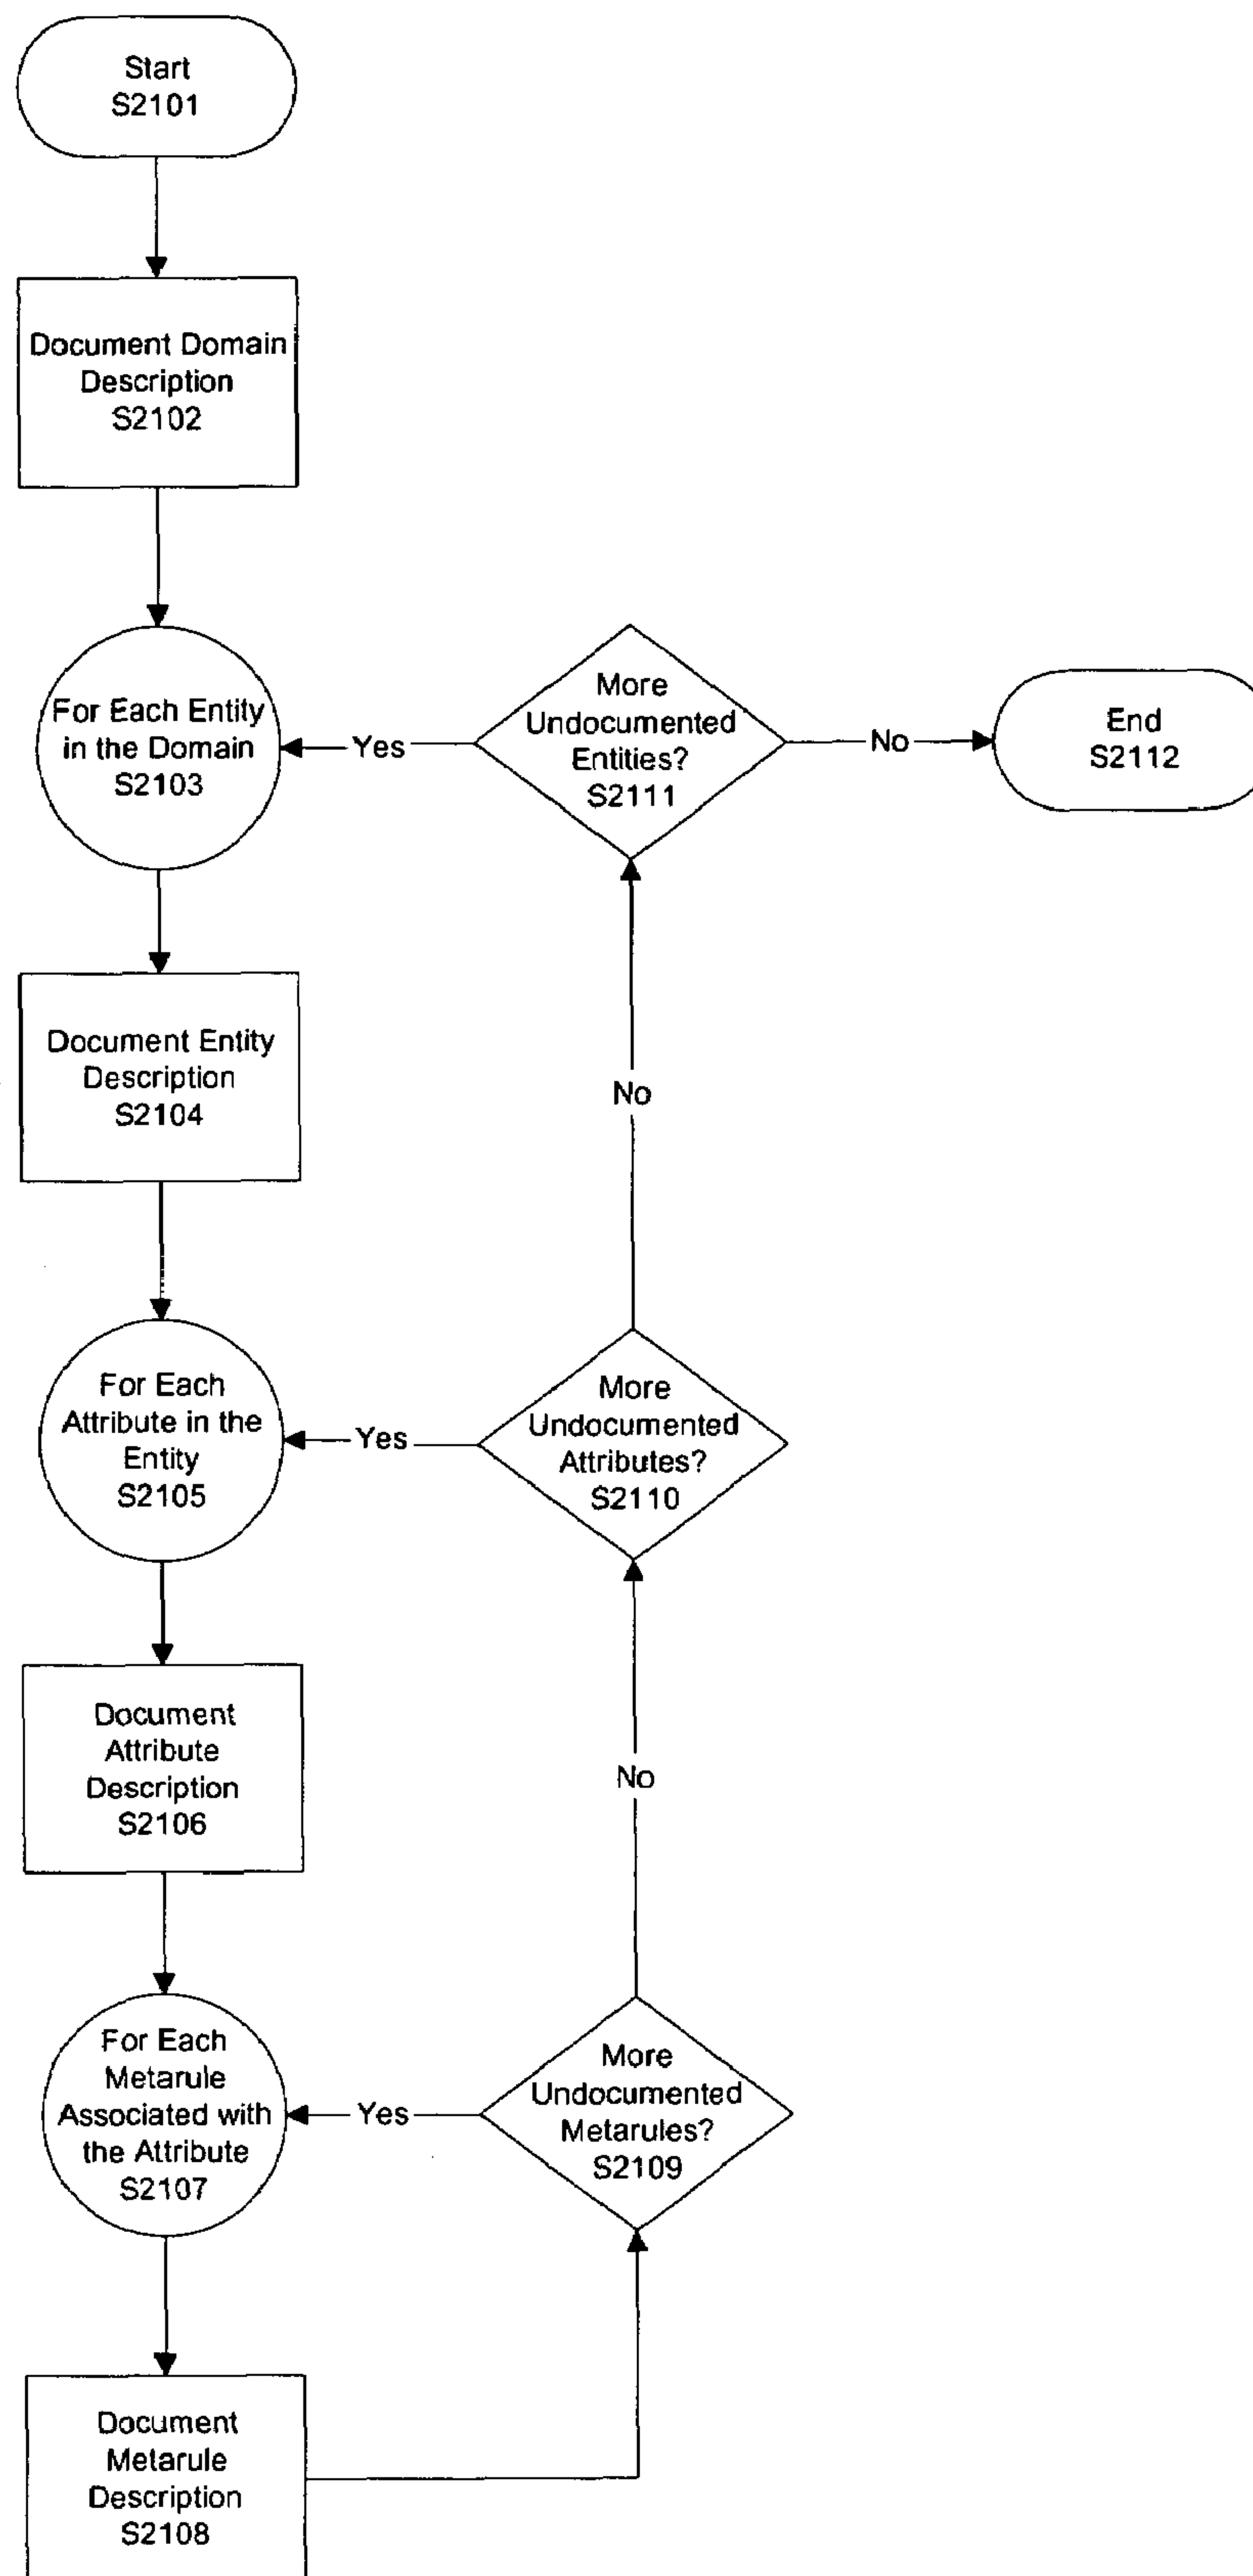 Start
S2101
Document Domain
Description
S2102
For Each Entity
in the Domain
S2103
Yes
More
Undocumented
Entities?
S2111
No
End
S2112
Document Entity
Description
S2104
No
For Each
Attribute in the
Entity
S2105
Yes
More
Undocumented
Attributes?
S2110
Document
Attribute
Description
S2106
No
For Each
Metarule
Associated with
the Attribute
S2107
Yes
More
Undocumented
Metarules?
S2109
Document
Metarule
Description
S2108